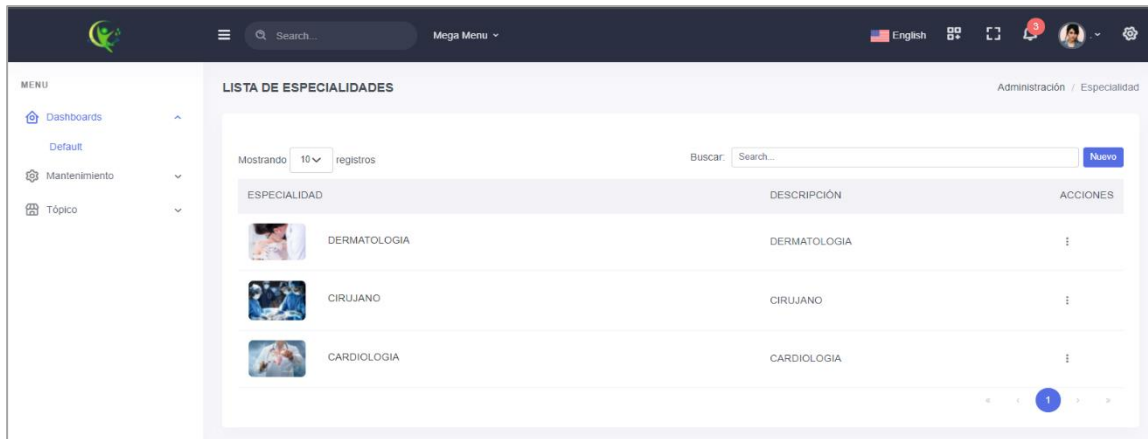 Search...
Mega Menu
English
3
MENU
LISTA DE ESPECIALIDADES
Administración / Especialidad
Dashboards
Default
Mantenimiento
Tópico
Mostrando 10 registros
Buscar: Search... Nuevo
ESPECIALIDAD DESCRIPCIÓN ACCIONES
DERMATOLOGIA DERMATOLOGIA
CIRUJANO CIRUJANO
CARDIOLOGIA CARDIOLOGIA
« ‹ 1 › »